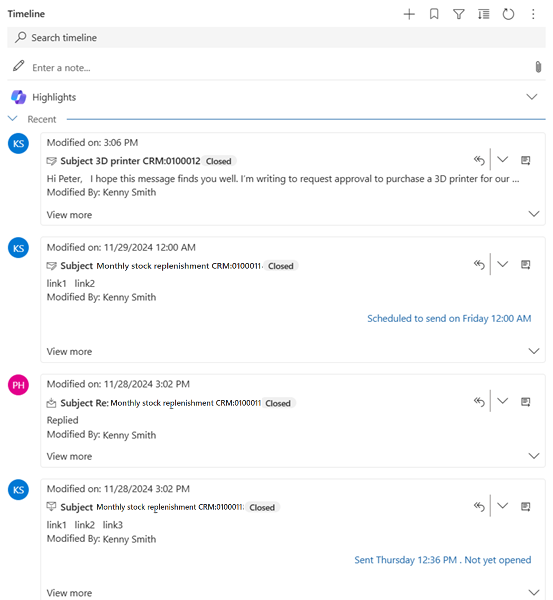 Timeline
Search timeline
Enter a note...
Highlights
Recent
KS
Modified on: 3:06 PM
Subject 3D printer CRM:0100012 Closed
Hi Peter, I hope this message finds you well. I'm writing to request approval to purchase a 3D printer for our ...
Modified By: Kenny Smith
View more
KS
Modified on: 11/29/2024 12:00 AM
Subject Monthly stock replenishment CRM:0100011 Closed
link1 link2
Modified By: Kenny Smith
Scheduled to send on Friday 12:00 AM
View more
PH
Modified on: 11/28/2024 3:02 PM
Subject Re: Monthly stock replenishment CRM:0100011 Closed
Replied
Modified By: Kenny Smith
View more
KS
Modified on: 11/28/2024 3:02 PM
Subject Monthly stock replenishment CRM:0100011 Closed
link1 link2 link3
Modified By: Kenny Smith
Sent Thursday 12:36 PM . Not yet opened
View more